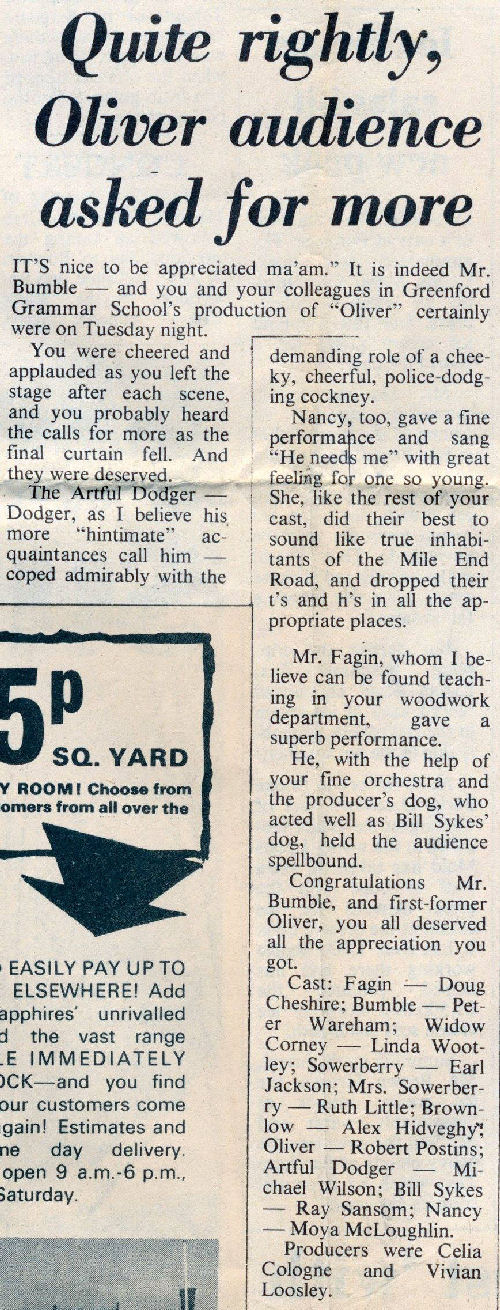 Quite rightly,
Oliver audience
asked for more
IT'S nice to be appreciated ma'am." It is indeed Mr.
Bumble — and you and your colleagues in Greenford
Grammar School's production of "Oliver" certainly
were on Tuesday night.
You were cheered and
applauded as you left the
stage after each scene,
and you probably heard
the calls for more as the
final curtain fell. And
they were deserved.
The Artful Dodger —
Dodger, as I believe his
more "hintimate" ac-
quaintances call him —
coped admirably with the
demanding role of a chee-
ky, cheerful, police-dodg-
ing cockney.
Nancy, too, gave a fine
performance and sang
"He needs me" with great
feeling for one so young.
She, like the rest of your
cast, did their best to
sound like true inhabi-
tants of the Mile End
Road, and dropped their
t's and h's in all the ap-
propriate places.
Mr. Fagin, whom I be-
lieve can be found teach-
ing in your woodwork
department, gave a
superb performance.
He, with the help of
your fine orchestra and
the producer's dog, who
acted well as Bill Sykes'
dog, held the audience
spellbound.
Congratulations Mr.
Bumble, and first-former
Oliver, you all deserved
all the appreciation you
got.
Cast: Fagin — Doug
Cheshire; Bumble — Pet-
er Wareham; Widow
Corney — Linda Woot-
ley; Sowerberry — Earl
Jackson; Mrs. Sowerber-
ry — Ruth Little; Brown-
low — Alex Hidveghy;
Oliver — Robert Postins;
Artful Dodger — Mi-
chael Wilson; Bill Sykes
— Ray Sansom; Nancy
— Moya McLoughlin.
Producers were Celia
Cologne and Vivian
Loosley.
5p
SQ. YARD
Y ROOM! Choose from
omers from all over the
EASILY PAY UP TO
ELSEWHERE! Add
apphires' unrivalled
d the vast range
LE IMMEDIATELY
OCK—and you find
our customers come
gain! Estimates and
me day delivery.
open 9 a.m.-6 p.m.,
Saturday.